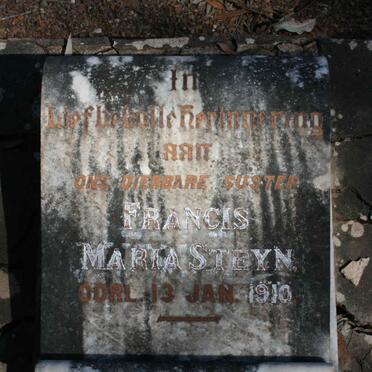 In
Liefdevolle Herinnering
aan
ONS DIERBARE SUSTER
FRANCIS
MARIA STEYN
OORL. 13 JAN. 1910.